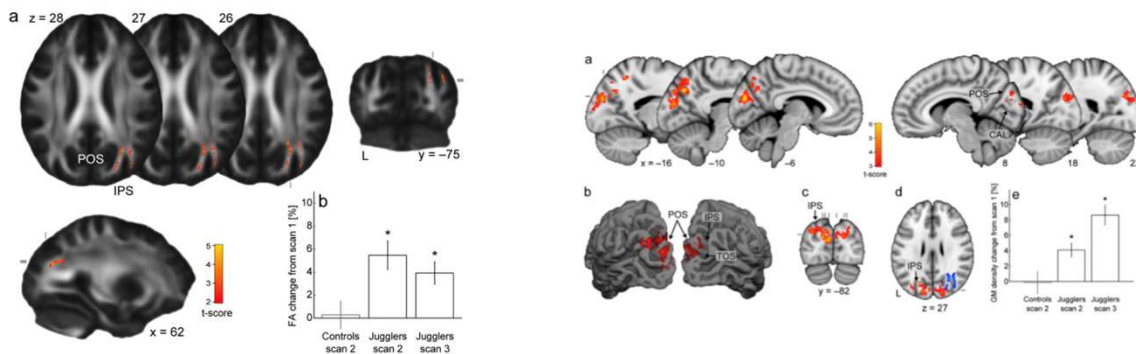 a
z = 28
27
26
POS
IPS
L
y = –75
5
4
3
2
t-score
x = 62
b
FA change from scan 1 [%]
10
8
6
4
2
0
*
*
Controls scan 2
Jugglers scan 2
Jugglers scan 3
a
6
5
4
3
t-score
x = –16
–10
–6
POS
CAL
8
18
b
POS
IPS
TOS
c
IPS
II I
I II
y = –82
d
IPS
L
z = 27
e
GM density change from scan 1 [%]
10
8
6
4
2
0
*
*
Controls
scan 2
Jugglers
scan 2
Jugglers
scan 3